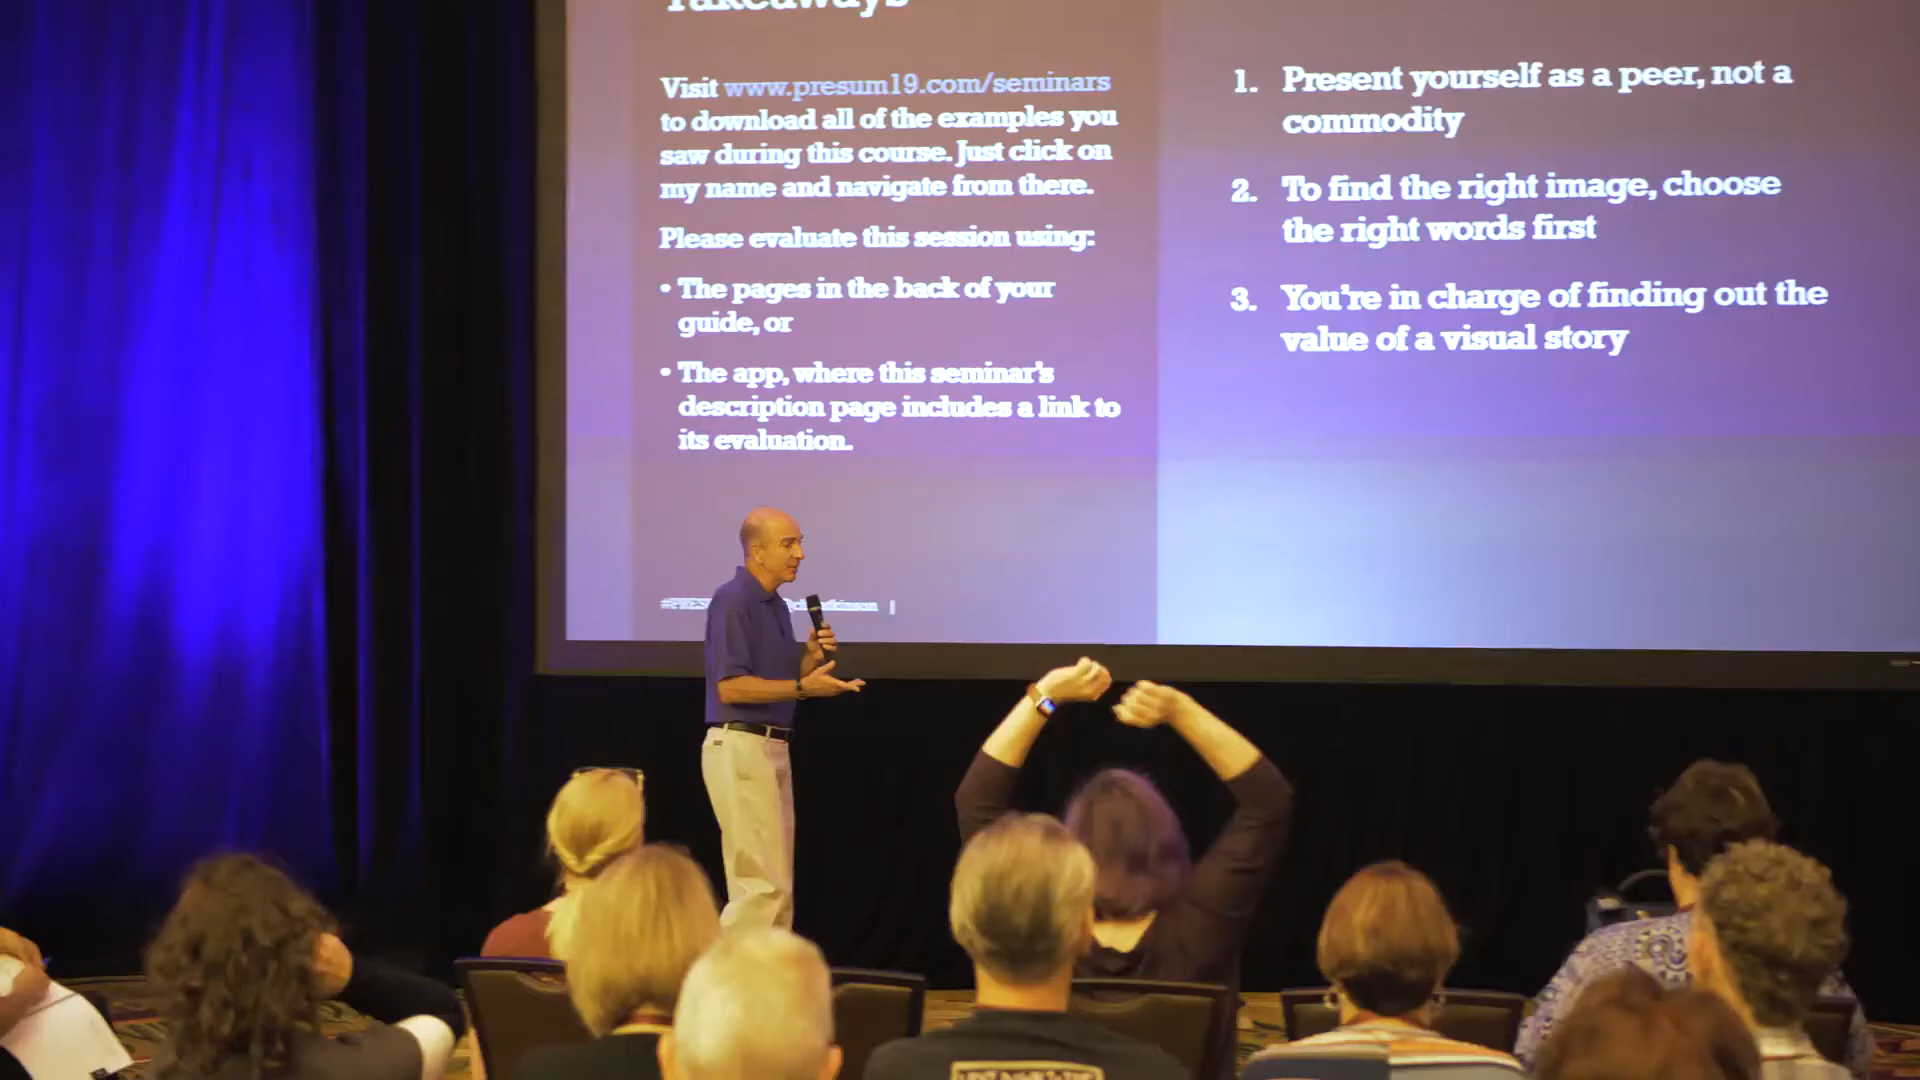 Takeaways
Visit www.presum19.com/seminars
to download all of the examples you
saw during this course. Just click on
my name and navigate from there.
Please evaluate this session using:
• The pages in the back of your
guide, or
• The app, where this seminar's
description page includes a link to
its evaluation.
1. Present yourself as a peer, not a
commodity
2. To find the right image, choose
the right words first
3. You're in charge of finding out the
value of a visual story